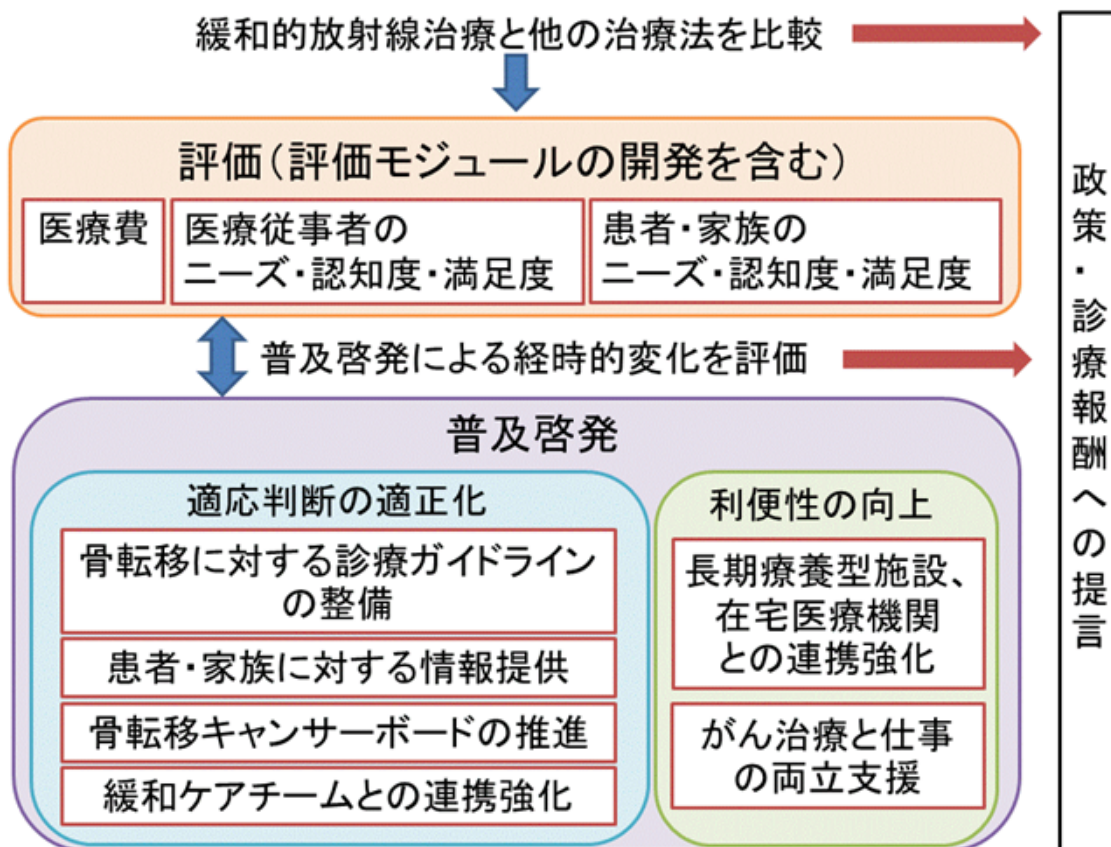 緩和的放射線治療と他の治療法を比較
評価（評価モジュールの開発を含む）
医療費
医療従事者の
ニーズ・認知度・満足度
患者・家族の
ニーズ・認知度・満足度
普及啓発による経時的変化を評価
普及啓発
適応判断の適正化
骨転移に対する診療ガイドライン
の整備
患者・家族に対する情報提供
骨転移キャンサーボードの推進
緩和ケアチームとの連携強化
利便性の向上
長期療養型施設、
在宅医療機関
との連携強化
がん治療と仕事
の両立支援
政策・診療報酬への提言